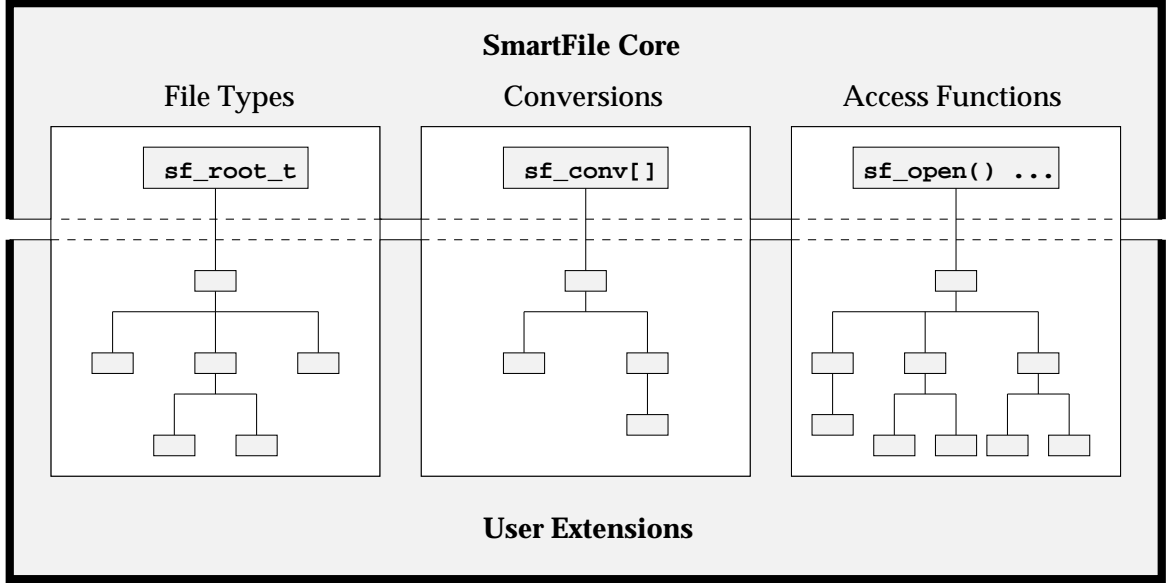 SmartFile Core
File Types
Conversions
Access Functions
sf_root_t
sf_conv[]
sf_open() ...
User Extensions